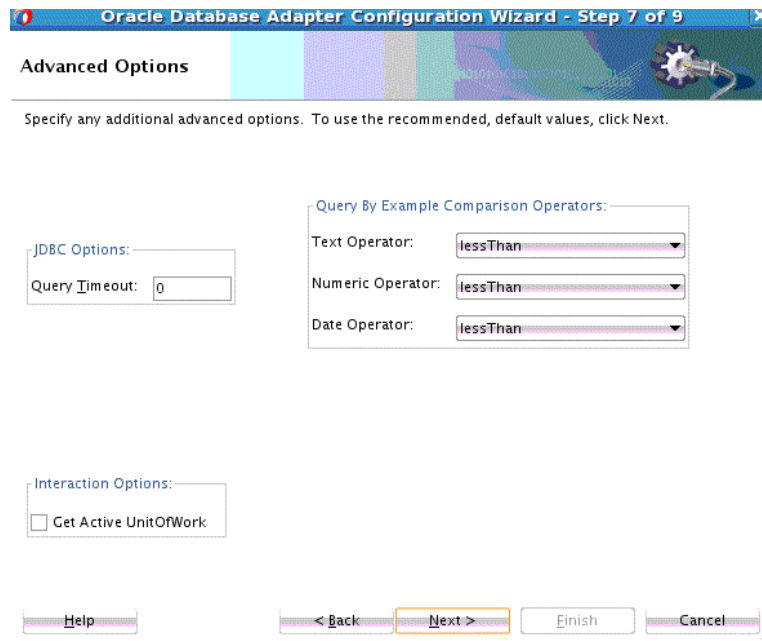 Oracle Database Adapter Configuration Wizard - Step 7 of 9
Advanced Options
Specify any additional advanced options. To use the recommended, default values, click Next.
Query By Example Comparison Operators:
Text Operator: lessThan
JDBC Options:
Query Timeout: 0
Numeric Operator: lessThan
Date Operator: lessThan
Interaction Options:
Get Active UnitOfWork
Help < Back Next > Finish Cancel